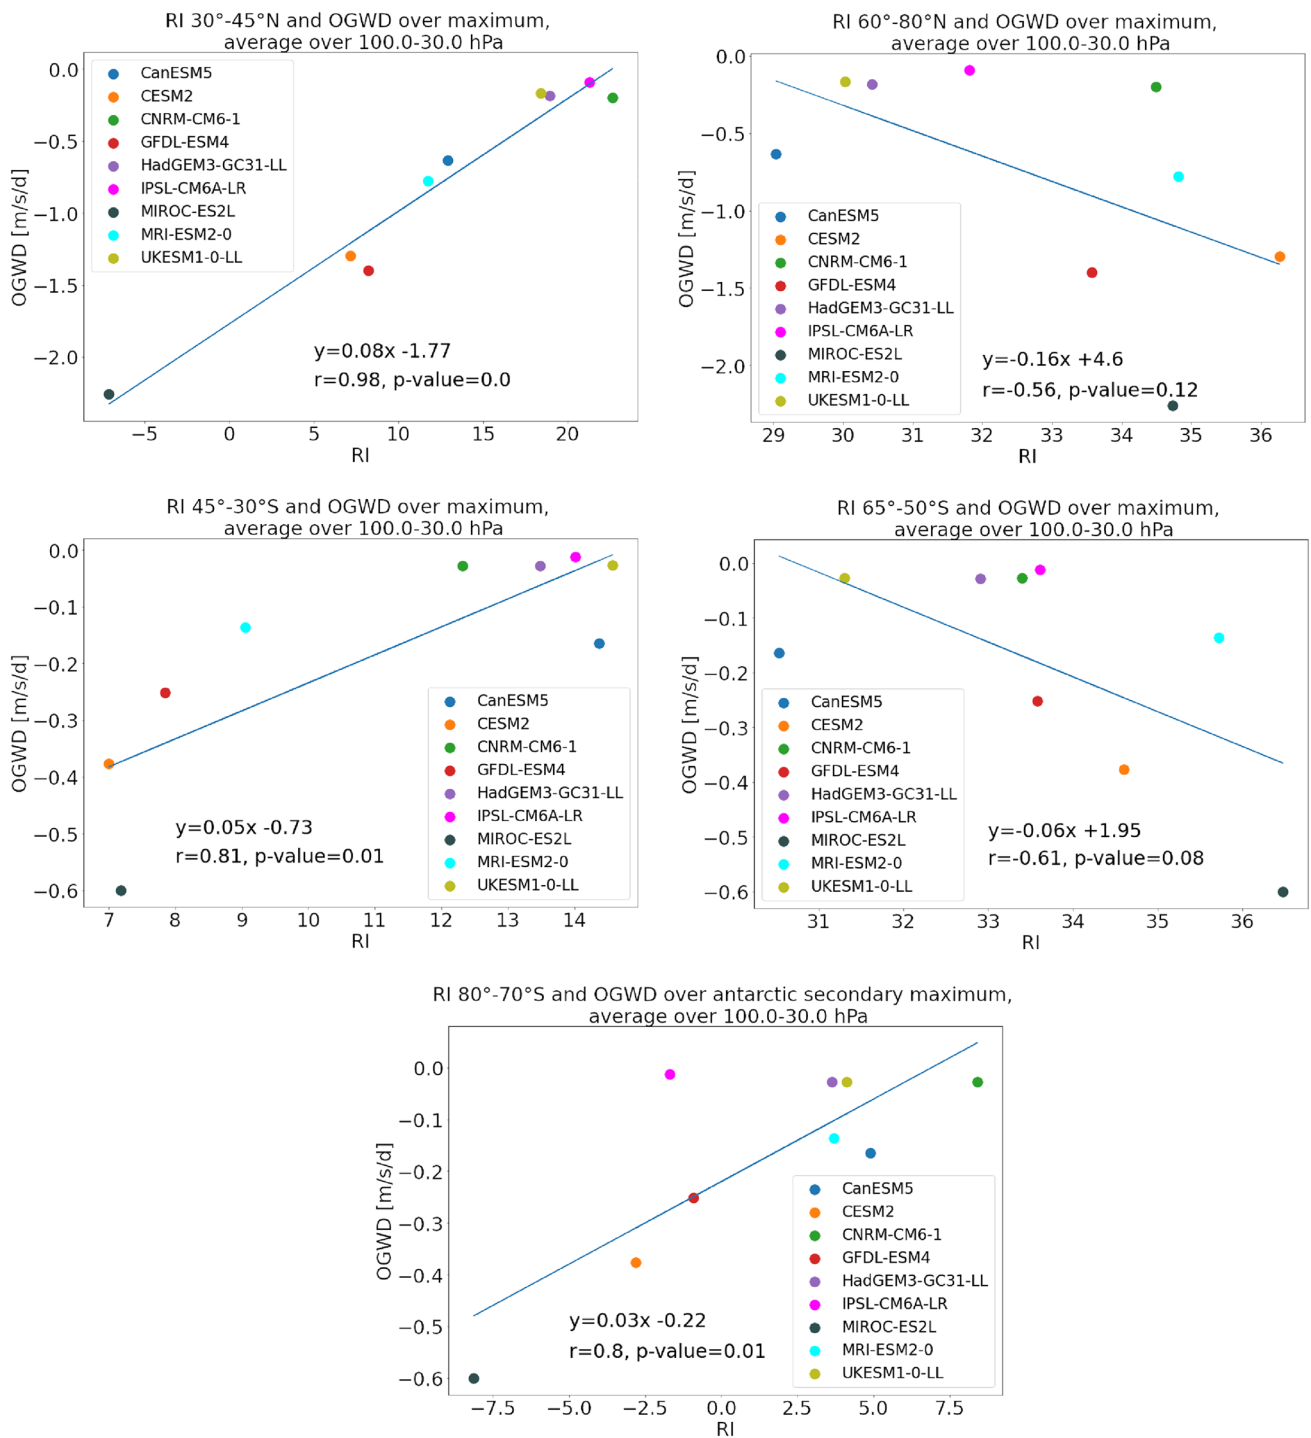 RI 30°-45°N and OGWD over maximum,
average over 100.0-30.0 hPa
0.0
−0.5
−1.0
−1.5
−2.0
OGWD [m/s/d]
CanESM5
CESM2
CNRM-CM6-1
GFDL-ESM4
HadGEM3-GC31-LL
IPSL-CM6A-LR
MIROC-ES2L
MRI-ESM2-0
UKESM1-0-LL
y=0.08x -1.77
r=0.98, p-value=0.0
−5 0 5 10 15 20
RI
RI 60°-80°N and OGWD over maximum,
average over 100.0-30.0 hPa
0.0
−0.5
−1.0
−1.5
−2.0
OGWD [m/s/d]
CanESM5
CESM2
CNRM-CM6-1
GFDL-ESM4
HadGEM3-GC31-LL
IPSL-CM6A-LR
MIROC-ES2L
MRI-ESM2-0
UKESM1-0-LL
y=-0.16x +4.6
r=-0.56, p-value=0.12
29 30 31 32 33 34 35 36
RI
RI 45°-30°S and OGWD over maximum,
average over 100.0-30.0 hPa
0.0
−0.1
−0.2
−0.3
−0.4
−0.5
−0.6
OGWD [m/s/d]
CanESM5
CESM2
CNRM-CM6-1
GFDL-ESM4
HadGEM3-GC31-LL
IPSL-CM6A-LR
MIROC-ES2L
MRI-ESM2-0
UKESM1-0-LL
y=0.05x -0.73
r=0.81, p-value=0.01
7 8 9 10 11 12 13 14
RI
RI 65°-50°S and OGWD over maximum,
average over 100.0-30.0 hPa
0.0
−0.1
−0.2
−0.3
−0.4
−0.5
−0.6
OGWD [m/s/d]
CanESM5
CESM2
CNRM-CM6-1
GFDL-ESM4
HadGEM3-GC31-LL
IPSL-CM6A-LR
MIROC-ES2L
MRI-ESM2-0
UKESM1-0-LL
y=-0.06x +1.95
r=-0.61, p-value=0.08
31 32 33 34 35 36
RI
RI 80°-70°S and OGWD over antarctic secondary maximum,
average over 100.0-30.0 hPa
0.0
−0.1
−0.2
−0.3
−0.4
−0.5
−0.6
OGWD [m/s/d]
CanESM5
CESM2
CNRM-CM6-1
GFDL-ESM4
HadGEM3-GC31-LL
IPSL-CM6A-LR
MIROC-ES2L
MRI-ESM2-0
UKESM1-0-LL
y=0.03x -0.22
r=0.8, p-value=0.01
−7.5 −5.0 −2.5 0.0 2.5 5.0 7.5
RI